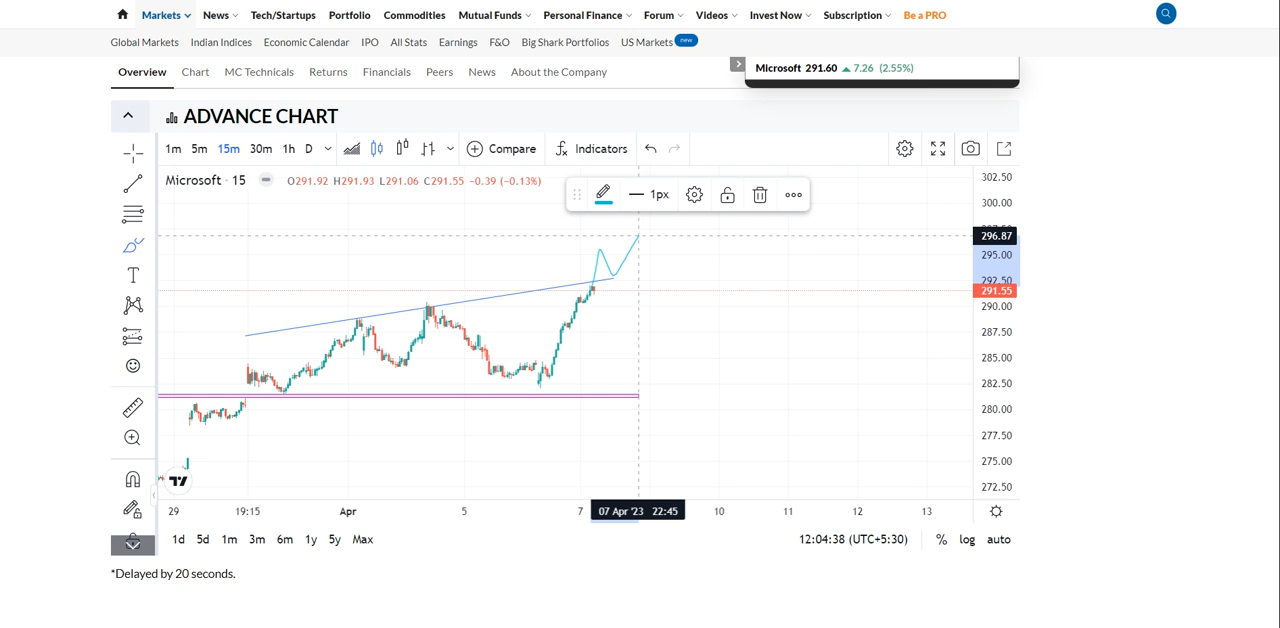 Markets News Tech/Startups Portfolio Commodities Mutual Funds Personal Finance Forum Videos Invest Now Subscription Be a PRO
Global Markets Indian Indices Economic Calendar IPO All Stats Earnings F&O Big Shark Portfolios US Markets new
Overview Chart MC Technicals Returns Financials Peers News About the Company
Microsoft 291.60 7.26 (2.55%)
ADVANCE CHART
1m 5m 15m 30m 1h D Compare Indicators
Microsoft · 15 O291.92 H291.93 L291.06 C291.55 −0.39 (−0.13%)
1px
302.50
300.00
296.87
295.00
292.50
291.55
290.00
287.50
285.00
282.50
280.00
277.50
275.00
272.50
29 19:15 Apr 5 7 07 Apr '23 22:45 10 11 12 13
1d 5d 1m 3m 6m 1y 5y Max 12:04:38 (UTC+5:30) % log auto
*Delayed by 20 seconds.